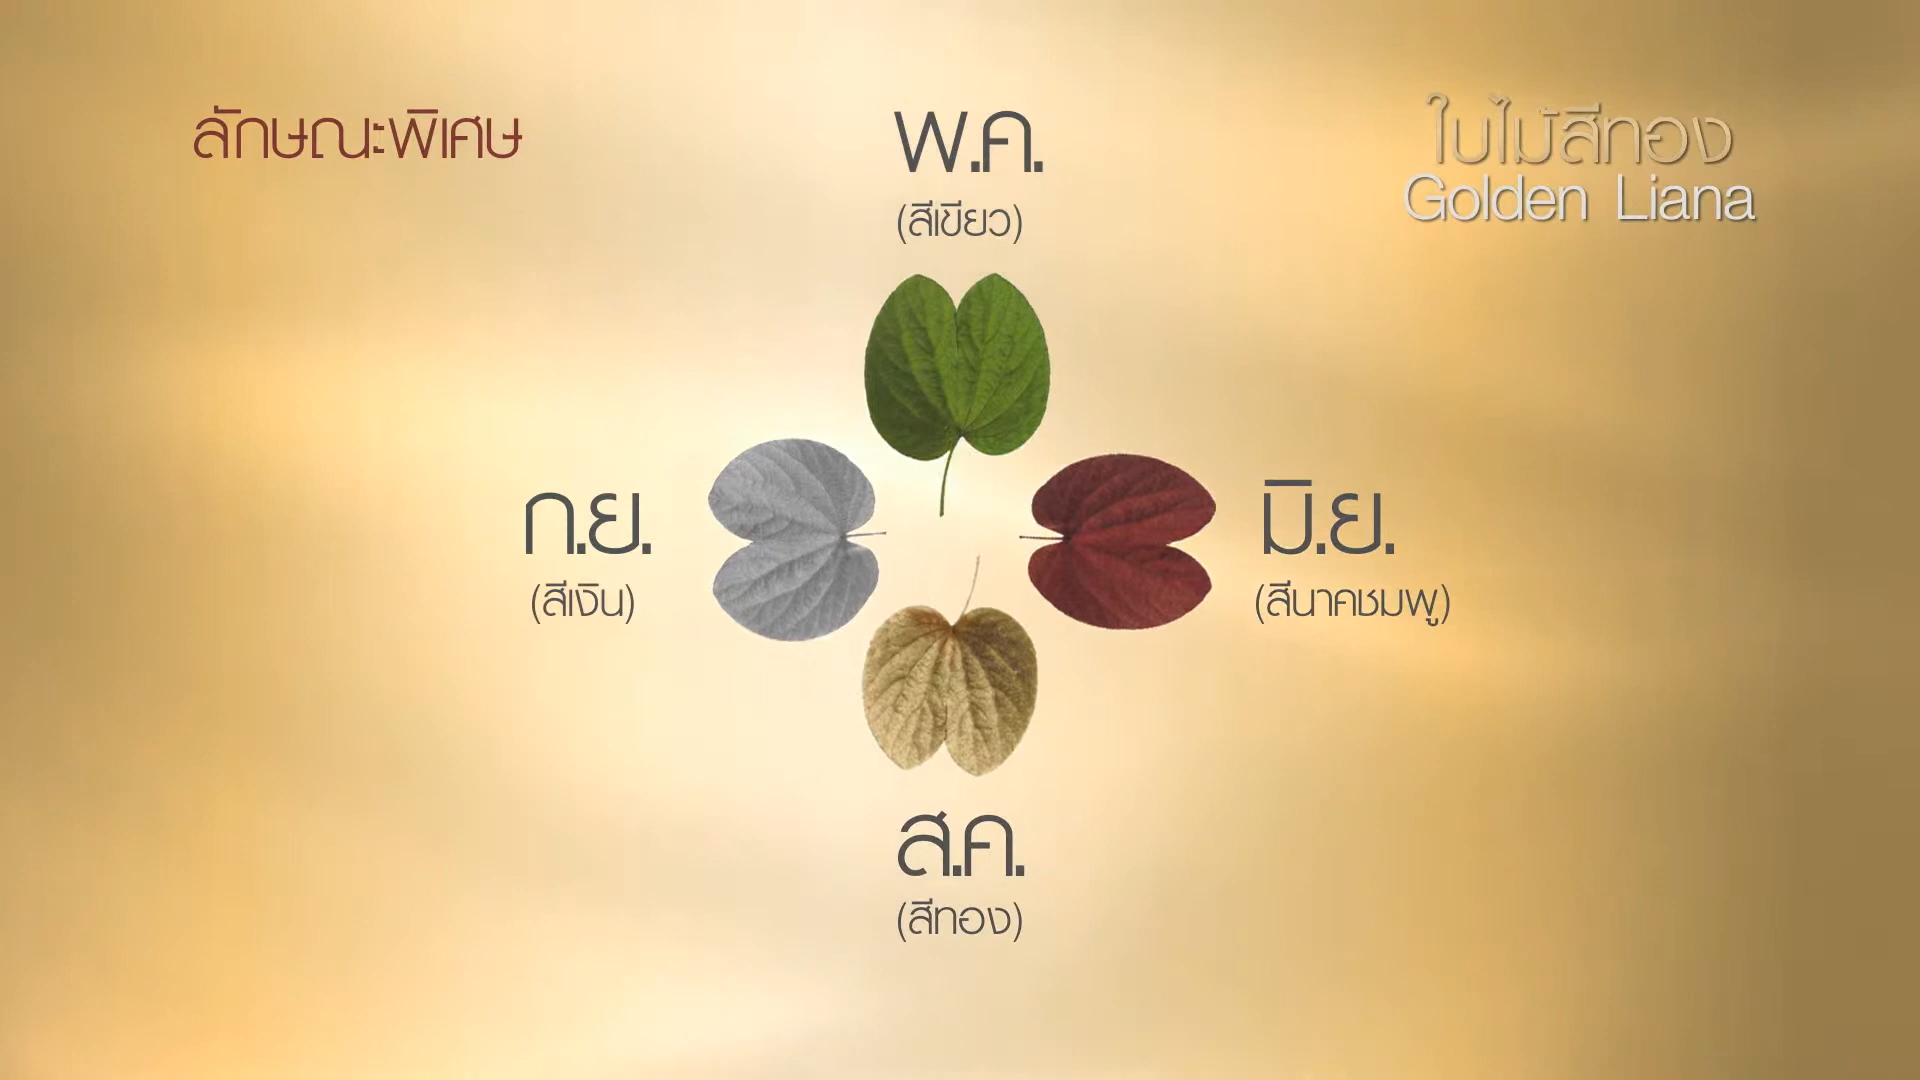 ลักษณะพิเศษ
พ.ค.
(สีเขียว)
ใบไม้สีทอง
Golden Liana
ก.ย.
(สีเงิน)
มิ.ย.
(สีนาคชมพู)
ส.ค.
(สีทอง)